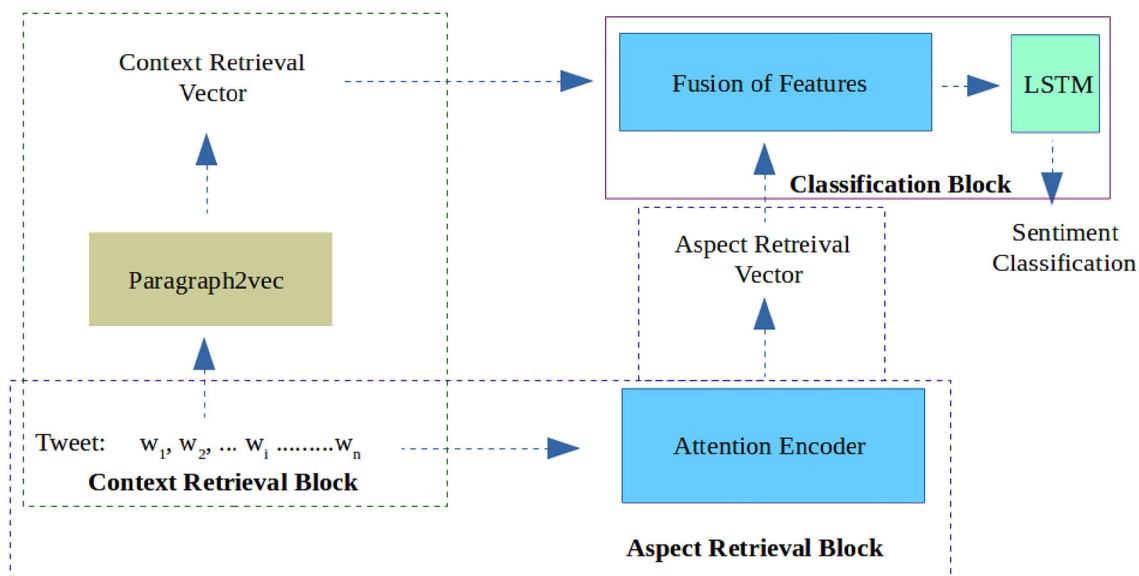 Context Retrieval
Vector
Fusion of Features
LSTM
Classification Block
Paragraph2vec
Aspect Retreival
Vector
Sentiment
Classification
Tweet: w1, w2, ... wi .........wn
Context Retrieval Block
Attention Encoder
Aspect Retrieval Block